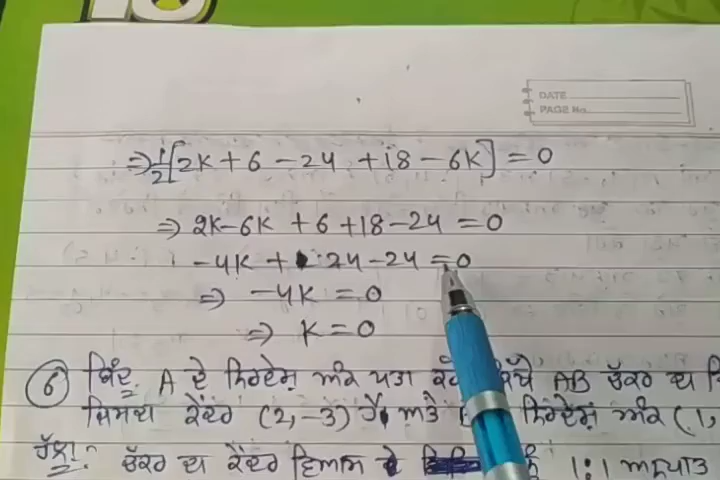 DATE
PAGE No.
⇒ 1/2[2K + 6 - 24 + 18 - 6K] = 0
⇒ 2K - 6K + 6 + 18 - 24 = 0
-4K + 24 - 24 = 0
⇒ -4K = 0
⇒ K = 0
⑥ ਬਿੰਦੂ A ਦੇ ਨਿਰਦੇਸ਼ ਅੰਕ ਪਤਾ AB ਚੱਕਰ ਦਾ
ਜਿਸਦਾ ਕੇਂਦਰ (2, -3) ਹੈ ਅਤੇ ਨਿਰਦੇਸ਼ ਅੰਕ (1,
ਹੱਲ: ਚੱਕਰ ਦਾ ਕੇਂਦਰ ਵਿਆਸ ਨੂੰ 1:1 ਅਨੁਪਾਤ